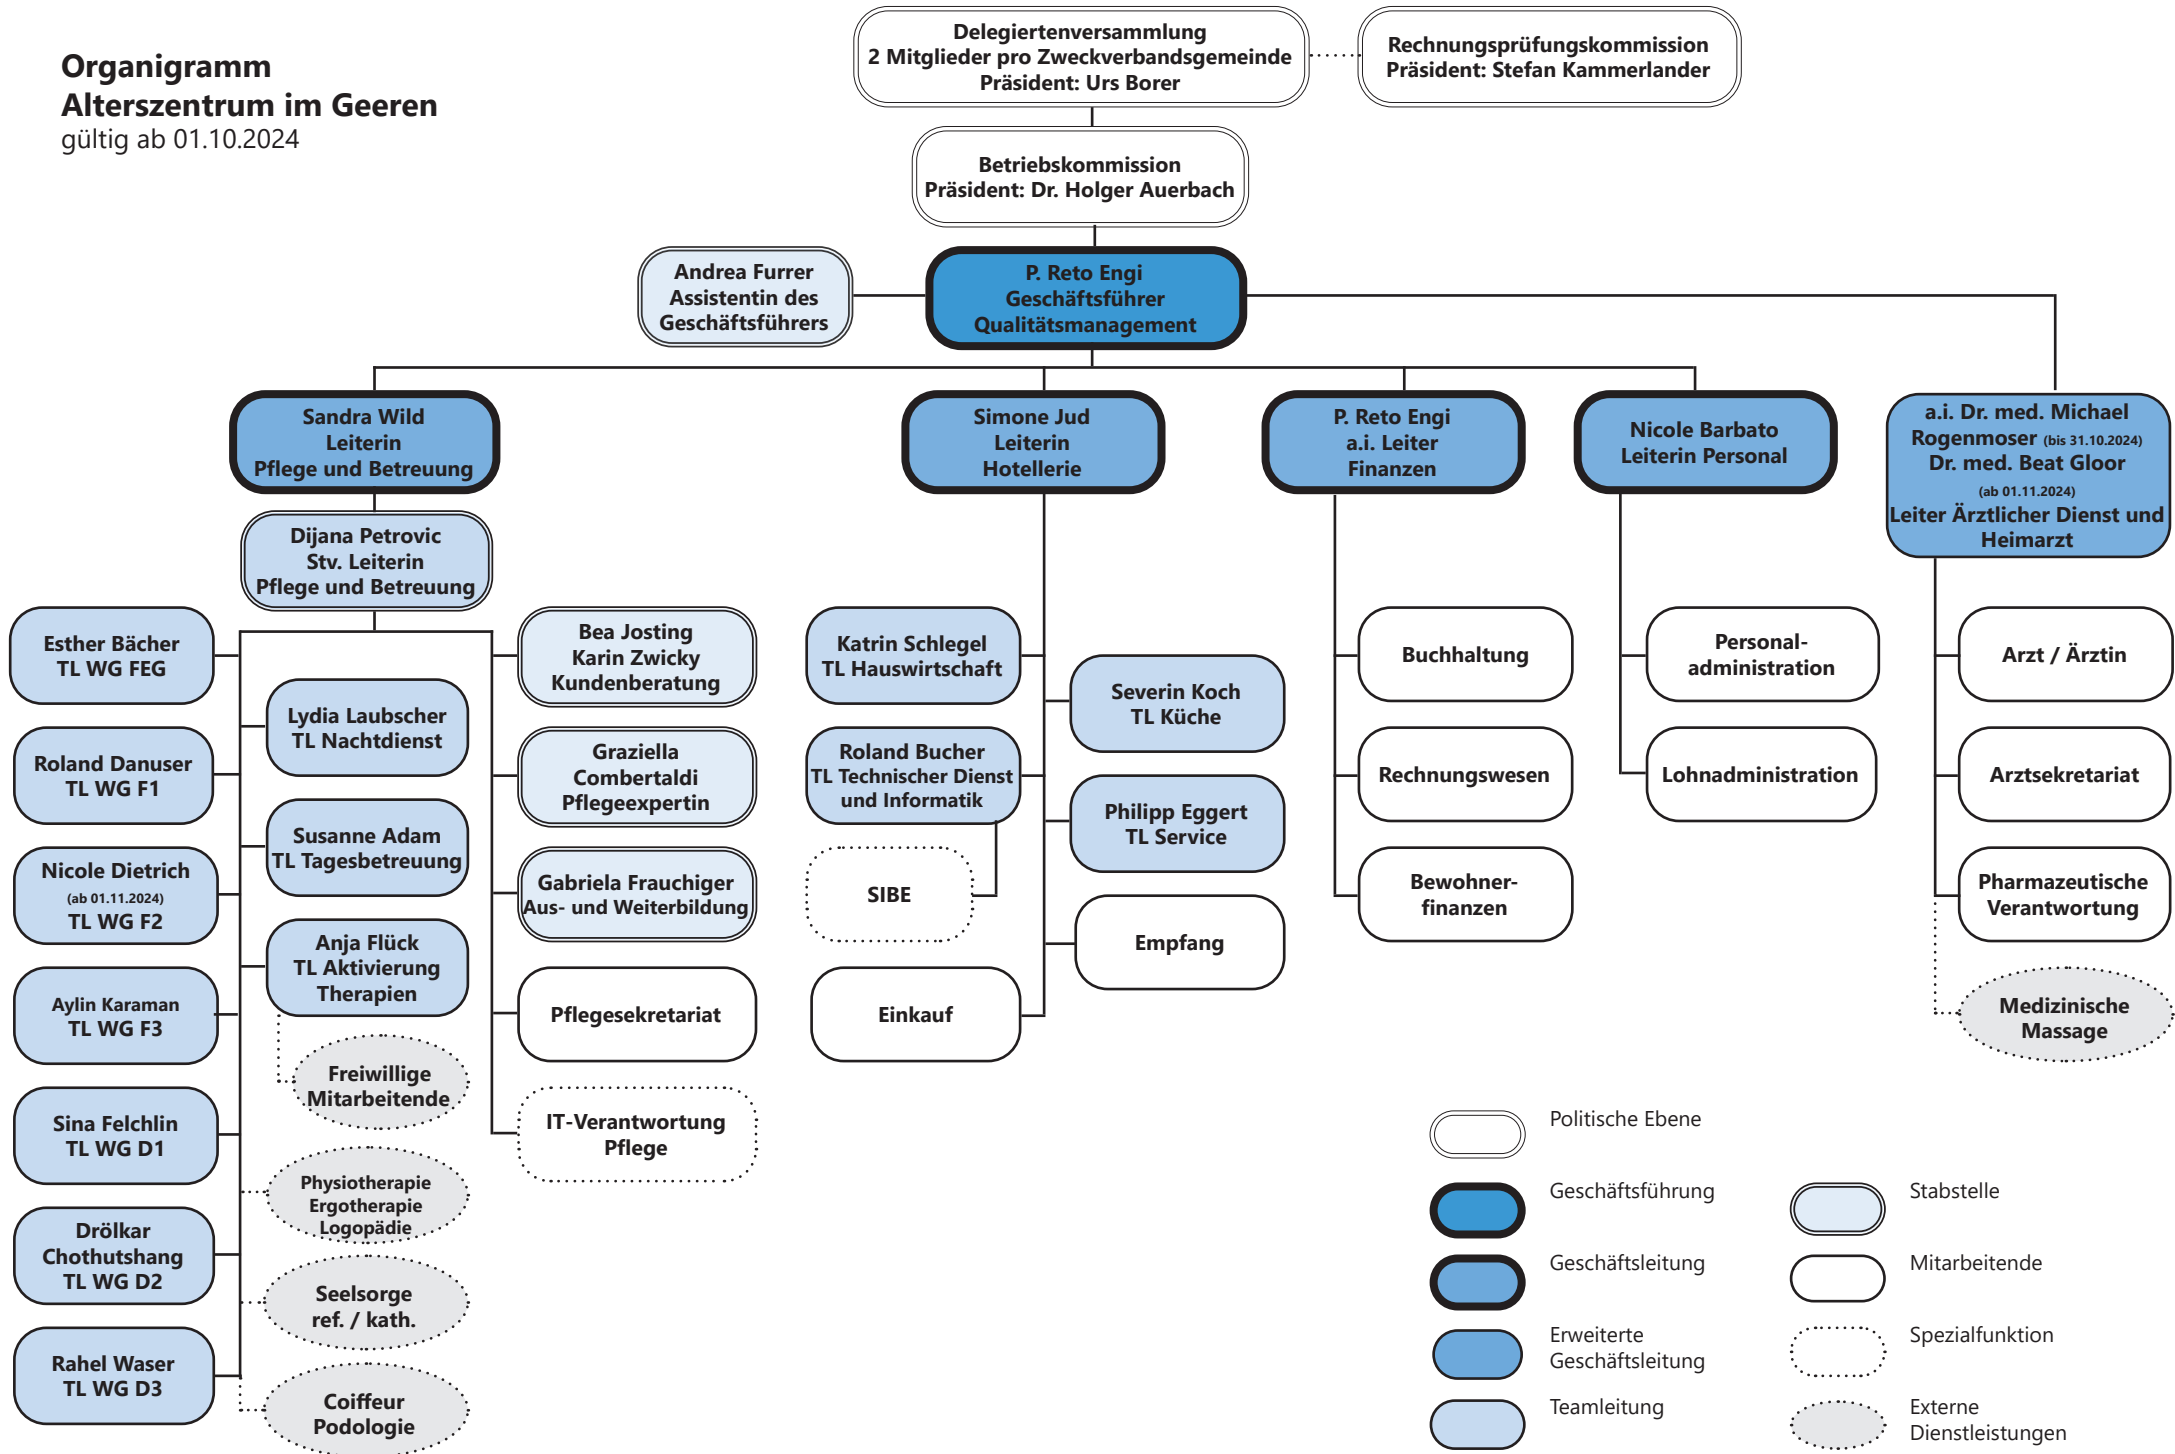 Organigramm
Alterszentrum im Geeren
gültig ab 01.10.2024
Delegiertenversammlung
2 Mitglieder pro Zweckverbandsgemeinde
Präsident: Urs Borer
Rechnungsprüfungskommission
Präsident: Stefan Kammerlander
Betriebskommission
Präsident: Dr. Holger Auerbach
Andrea Furrer
Assistentin des
Geschäftsführers
P. Reto Engi
Geschäftsführer
Qualitätsmanagement
Sandra Wild
Leiterin
Pflege und Betreuung
Simone Jud
Leiterin
Hotellerie
P. Reto Engi
a.i. Leiter
Finanzen
Nicole Barbato
Leiterin Personal
a.i. Dr. med. Michael
Rogenmoser (bis 31.10.2024)
Dr. med. Beat Gloor
(ab 01.11.2024)
Leiter Ärztlicher Dienst und
Heimarzt
Dijana Petrovic
Stv. Leiterin
Pflege und Betreuung
Esther Bächer
TL WG FEG
Roland Danuser
TL WG F1
Nicole Dietrich
(ab 01.11.2024)
TL WG F2
Aylin Karaman
TL WG F3
Sina Felchlin
TL WG D1
Drölkar
Chothutshang
TL WG D2
Rahel Waser
TL WG D3
Lydia Laubscher
TL Nachtdienst
Susanne Adam
TL Tagesbetreuung
Anja Flück
TL Aktivierung
Therapien
Freiwillige
Mitarbeitende
Physiotherapie
Ergotherapie
Logopädie
Seelsorge
ref. / kath.
Coiffeur
Podologie
Bea Josting
Karin Zwicky
Kundenberatung
Graziella
Combertaldi
Pflegeexpertin
Gabriela Frauchiger
Aus- und Weiterbildung
Pflegesekretariat
IT-Verantwortung
Pflege
Katrin Schlegel
TL Hauswirtschaft
Roland Bucher
TL Technischer Dienst
und Informatik
SIBE
Einkauf
Severin Koch
TL Küche
Philipp Eggert
TL Service
Empfang
Buchhaltung
Rechnungswesen
Bewohner-
finanzen
Personal-
administration
Lohnadministration
Arzt / Ärztin
Arztsekretariat
Pharmazeutische
Verantwortung
Medizinische
Massage
Politische Ebene
Geschäftsführung
Geschäftsleitung
Erweiterte
Geschäftsleitung
Teamleitung
Stabstelle
Mitarbeitende
Spezialfunktion
Externe
Dienstleistungen